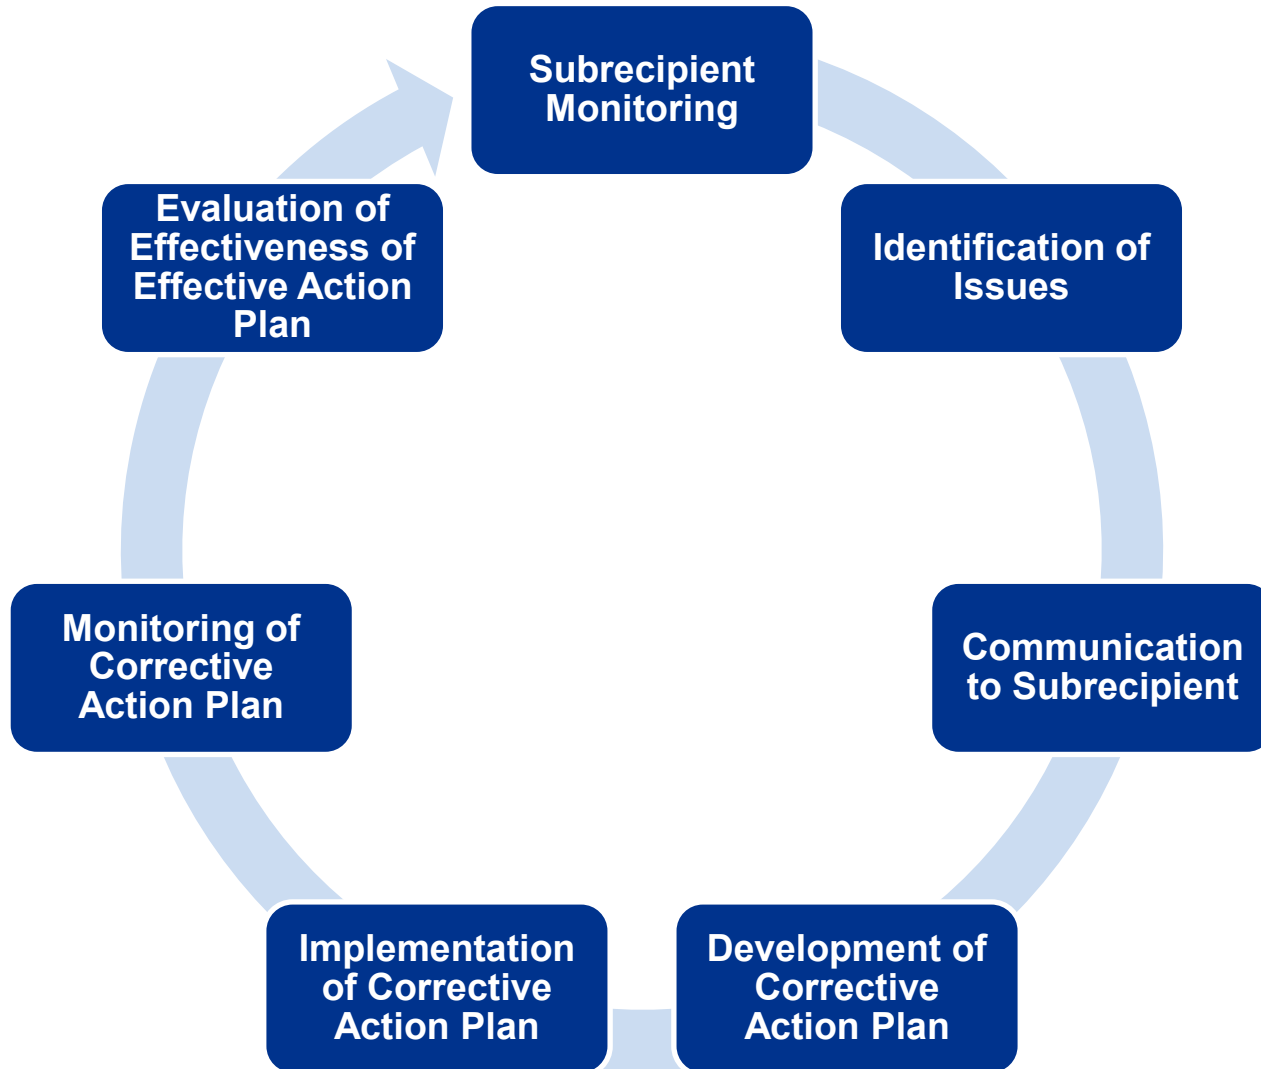 Subrecipient
Monitoring
Identification of
Issues
Communication
to Subrecipient
Development of
Corrective
Action Plan
Implementation
of Corrective
Action Plan
Monitoring of
Corrective
Action Plan
Evaluation of
Effectiveness of
Effective Action
Plan